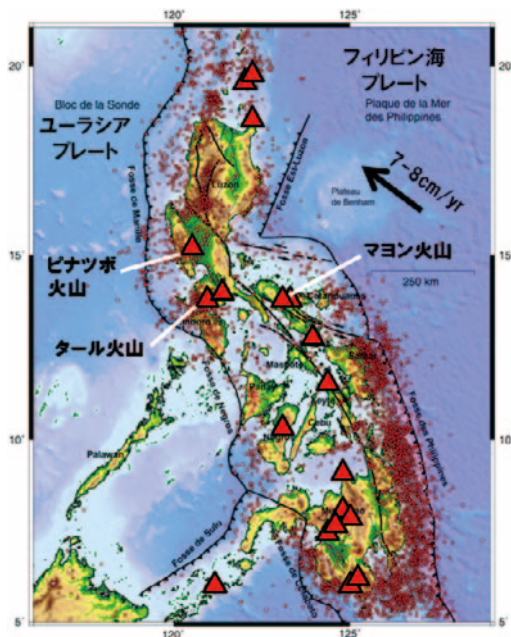 120°
125°
20°
フィリピン海
プレート
Bloc de la Sonde
Plaque de la Mer
des Philippines
ユーラシア
プレート
Fosse de Manille
Luzon
Fosse Est-Luzon
7-8cm/yr
Plateau
de Benham
15°
ピナツボ
火山
マヨン火山
250 km
Catanduanes
タール火山
Masbate
Samar
Panay
Leyte
Cebu
Negros
Fosse de Negros
10°
10°
Palawan
Fosse des Philippines
Fosse de Sulu
5°
5°
120°
125°